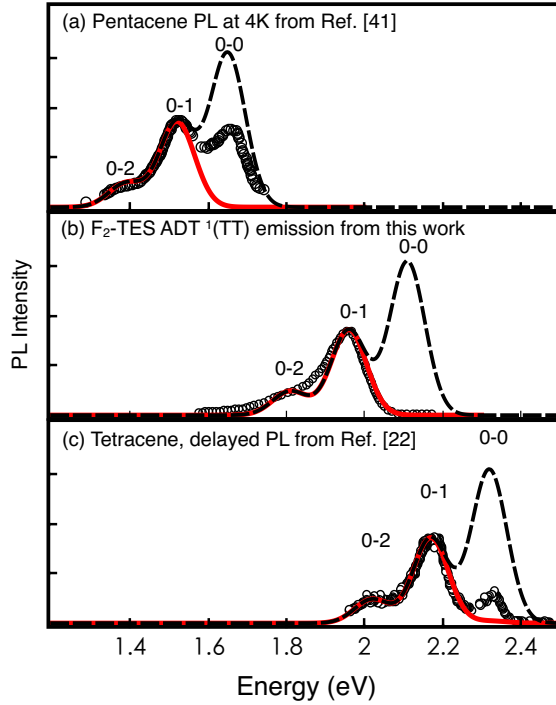 (a) Pentacene PL at 4K from Ref. [41]
0-0
0-1
0-2
(b) F₂-TES ADT ¹(TT) emission from this work
0-0
0-1
0-2
PL Intensity
(c) Tetracene, delayed PL from Ref. [22]
0-0
0-1
0-2
1.4 1.6 1.8 2 2.2 2.4
Energy (eV)